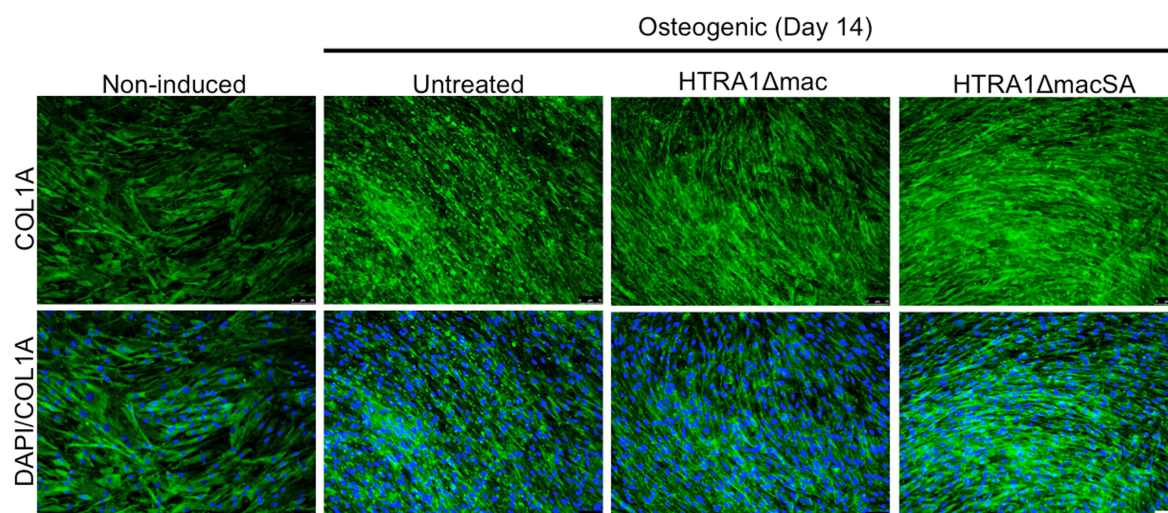 Osteogenic (Day 14)
Non-induced
Untreated
HTRA1Δmac
HTRA1ΔmacSA
COL1A
DAPI/COL1A